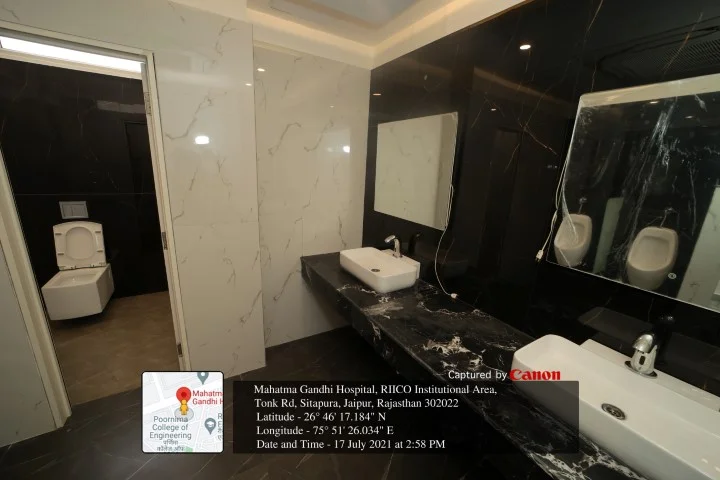 Captured by Canon
Mahatma Gandhi Hospital, RIICO Institutional Area,
Tonk Rd, Sitapura, Jaipur, Rajasthan 302022
Latitude - 26° 46' 17.184" N
Longitude - 75° 51' 26.034" E
Date and Time - 17 July 2021 at 2:58 PM
Mahatm
Gandhi H
Poornima
College of
Engineering